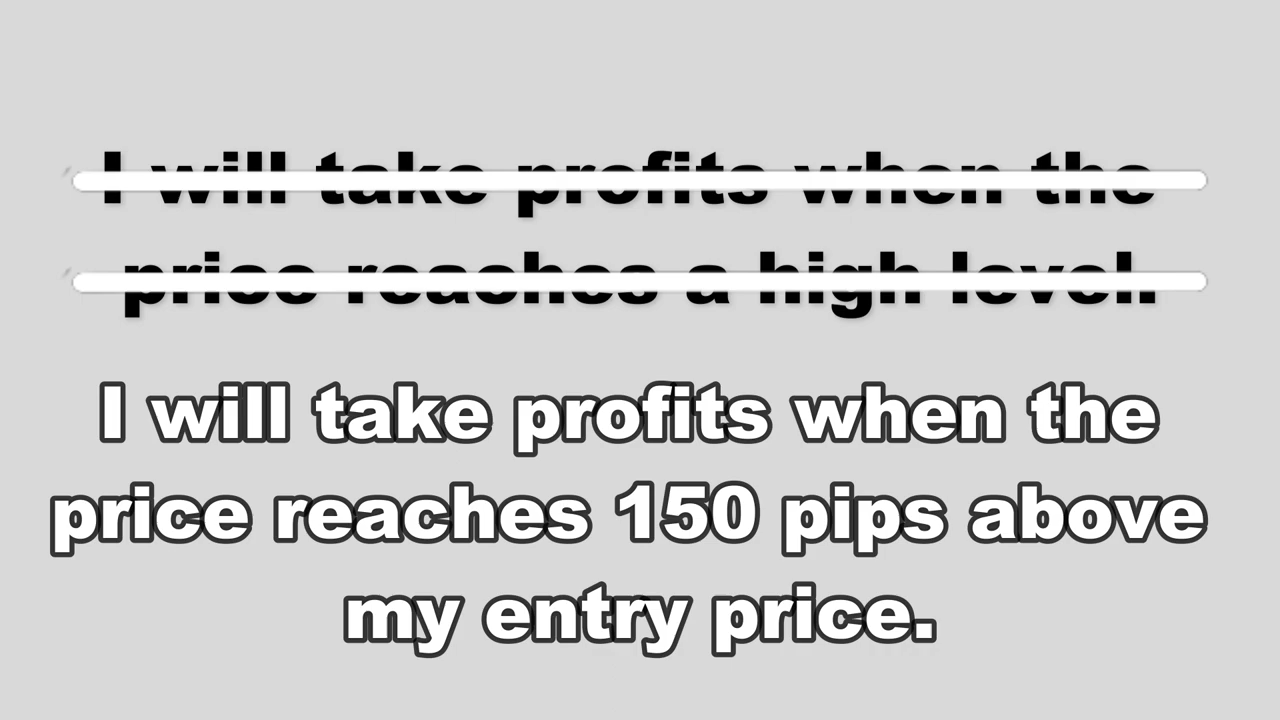 I will take profits when the
price reaches a high level.
I will take profits when the
price reaches 150 pips above
my entry price.